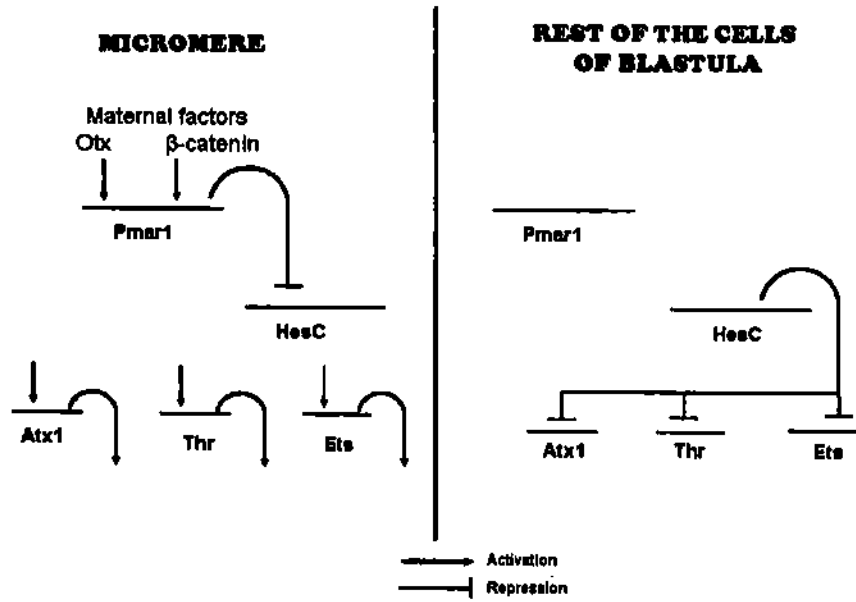 MICROMERE
Maternal factors
Otx β-catenin
Pmar1
HesC
Atx1 Thr Ets
REST OF THE CELLS
OF BLASTULA
Pmar1
HesC
Atx1 Thr Ets
Activation
Repression